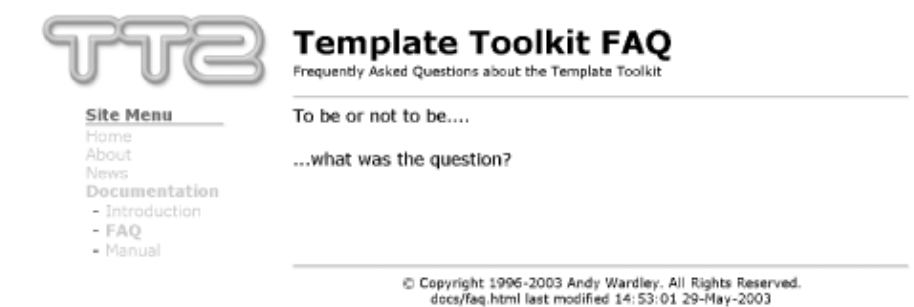 TT2
Template Toolkit FAQ
Frequently Asked Questions about the Template Toolkit
Site Menu
Home
About
News
Documentation
- Introduction
- FAQ
- Manual
To be or not to be....
...what was the question?
© Copyright 1996-2003 Andy Wardley. All Rights Reserved.
docs/faq.html last modified 14:53:01 29-May-2003